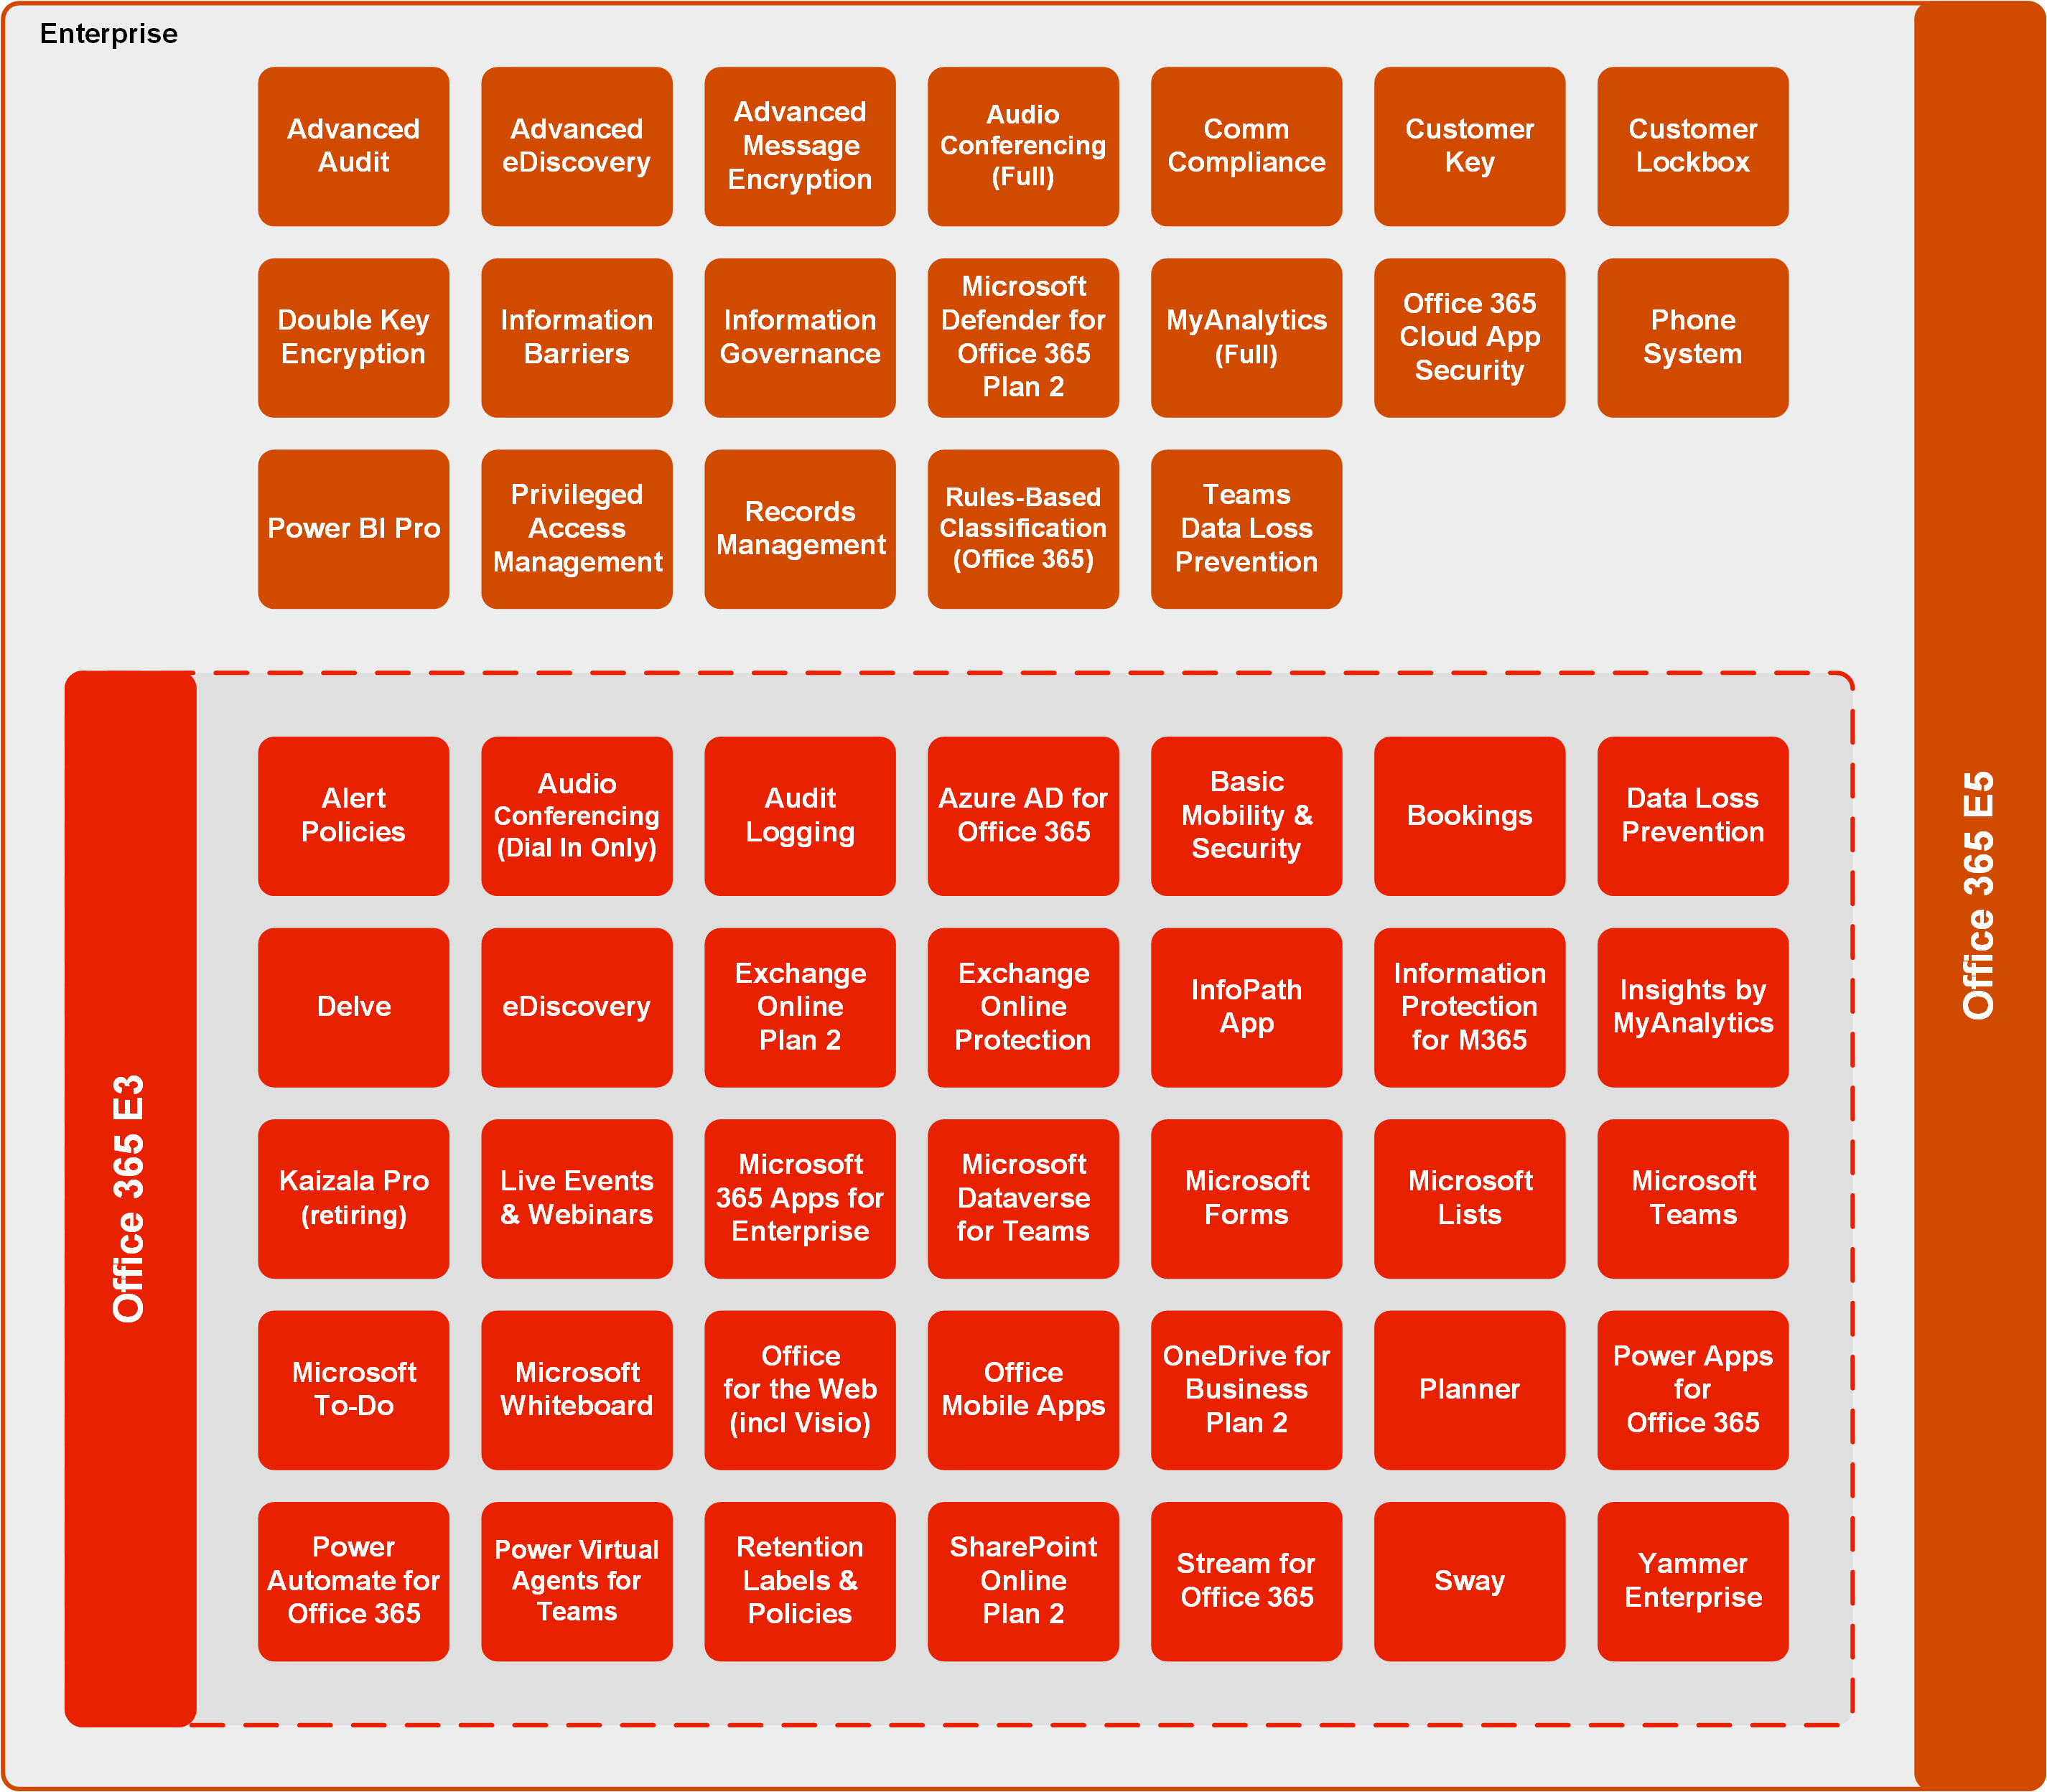 Enterprise
Advanced
Audit
Advanced
eDiscovery
Advanced
Message
Encryption
Audio
Conferencing
(Full)
Comm
Compliance
Customer
Key
Customer
Lockbox
Double Key
Encryption
Information
Barriers
Information
Governance
Microsoft
Defender for
Office 365
Plan 2
MyAnalytics
(Full)
Office 365
Cloud App
Security
Phone
System
Power BI Pro
Privileged
Access
Management
Records
Management
Rules-Based
Classification
(Office 365)
Teams
Data Loss
Prevention
Office 365 E5
Office 365 E3
Alert
Policies
Audio
Conferencing
(Dial In Only)
Audit
Logging
Azure AD for
Office 365
Basic
Mobility &
Security
Bookings
Data Loss
Prevention
Delve
eDiscovery
Exchange
Online
Plan 2
Exchange
Online
Protection
InfoPath
App
Information
Protection
for M365
Insights by
MyAnalytics
Kaizala Pro
(retiring)
Live Events
& Webinars
Microsoft
365 Apps for
Enterprise
Microsoft
Dataverse
for Teams
Microsoft
Forms
Microsoft
Lists
Microsoft
Teams
Microsoft
To-Do
Microsoft
Whiteboard
Office
for the Web
(incl Visio)
Office
Mobile Apps
OneDrive for
Business
Plan 2
Planner
Power Apps
for
Office 365
Power
Automate for
Office 365
Power Virtual
Agents for
Teams
Retention
Labels &
Policies
SharePoint
Online
Plan 2
Stream for
Office 365
Sway
Yammer
Enterprise